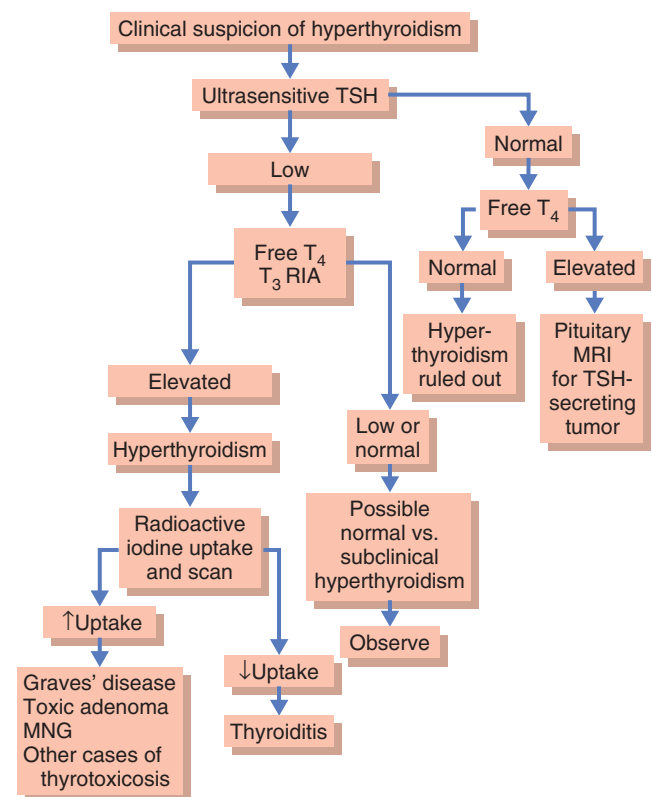 Clinical suspicion of hyperthyroidism
Ultrasensitive TSH
Normal
Low
Free T4
Free T4
T3 RIA
Normal
Elevated
Hyper-
thyroidism
ruled out
Pituitary
MRI
for TSH-
secreting
tumor
Elevated
Low or
normal
Hyperthyroidism
Possible
normal vs.
subclinical
hyperthyroidism
Radioactive
iodine uptake
and scan
Observe
↑Uptake
↓Uptake
Graves' disease
Toxic adenoma
MNG
Other cases of
thyrotoxicosis
Thyroiditis